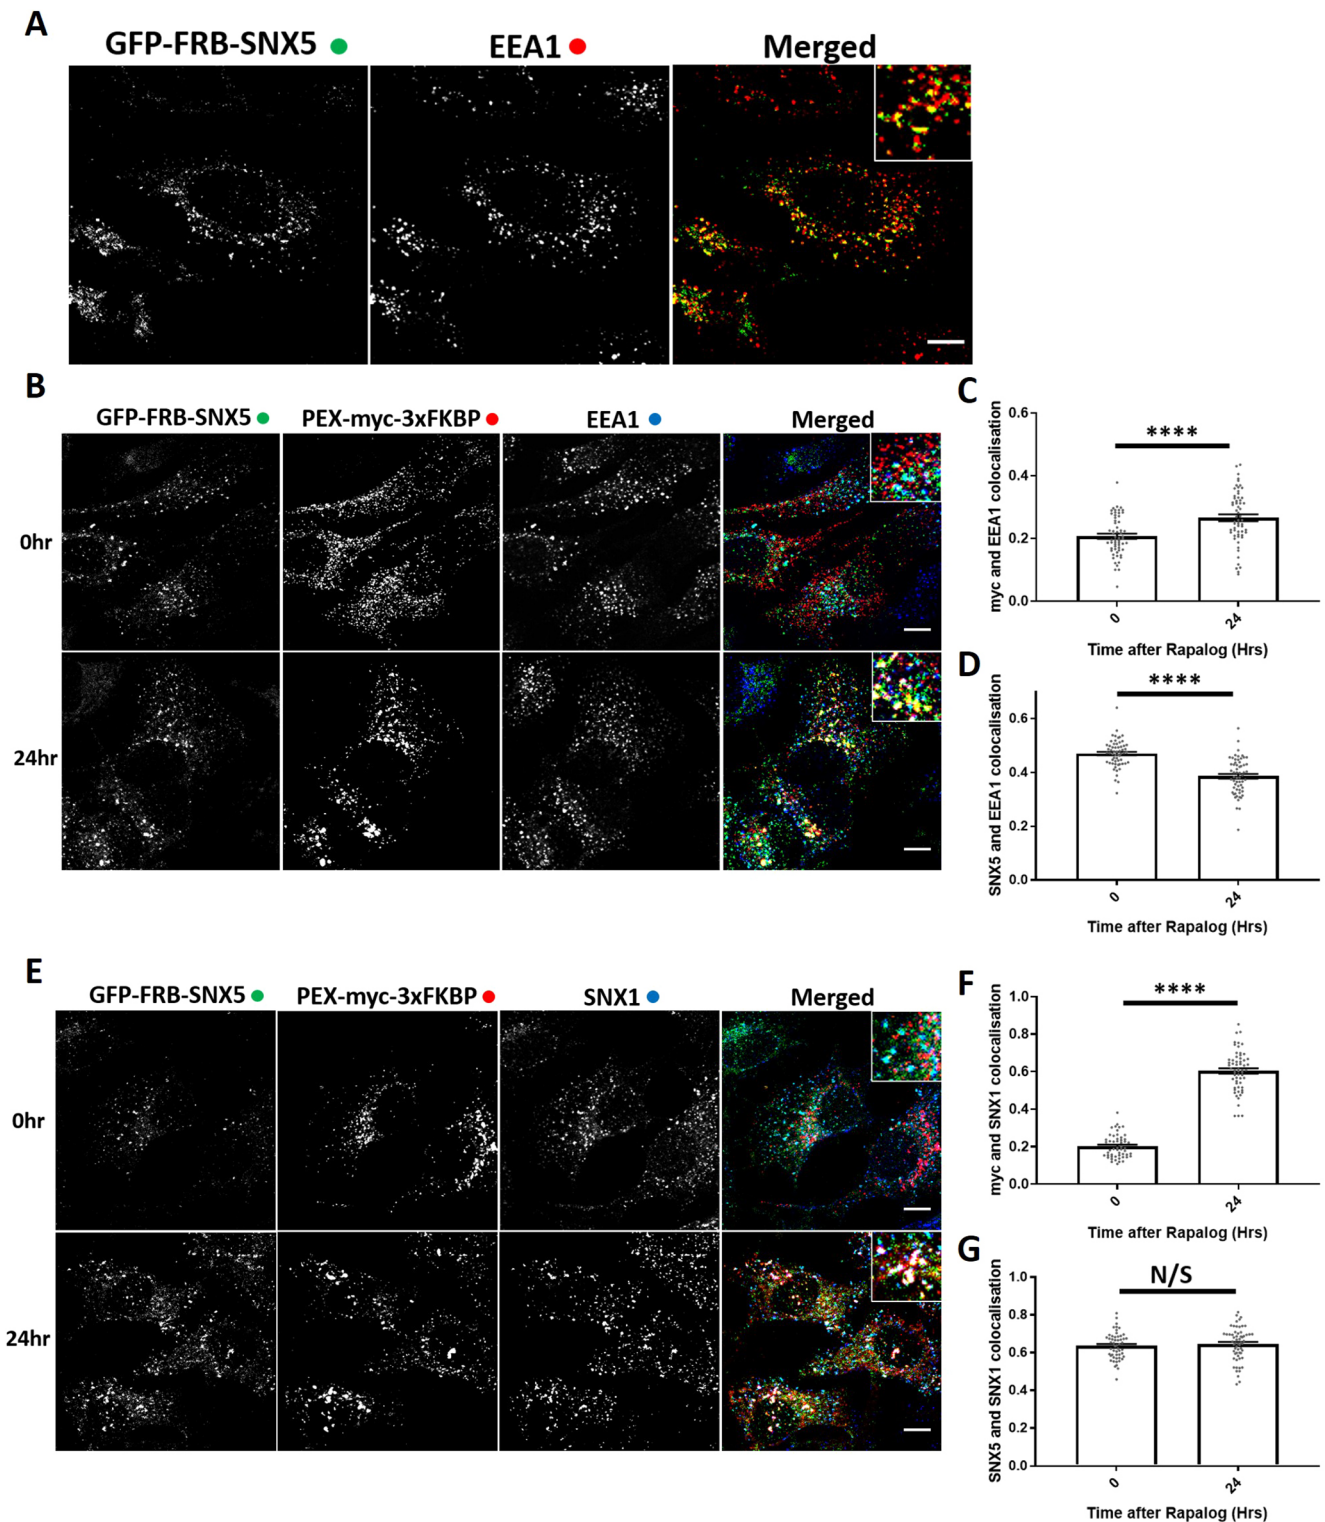 A
GFP-FRB-SNX5
EEA1
Merged
B
GFP-FRB-SNX5
PEX-myc-3xFKBP
EEA1
Merged
0hr
24hr
C
myc and EEA1 colocalisation
0.6
0.4
0.2
0.0
****
0
24
Time after Rapalog (Hrs)
D
SNX5 and EEA1 colocalisation
0.6
0.4
0.2
0.0
****
0
24
Time after Rapalog (Hrs)
E
GFP-FRB-SNX5
PEX-myc-3xFKBP
SNX1
Merged
0hr
24hr
F
myc and SNX1 colocalisation
1.0
0.8
0.6
0.4
0.2
0.0
****
0
24
Time after Rapalog (Hrs)
G
SNX5 and SNX1 colocalisation
1.0
0.8
0.6
0.4
0.2
0.0
N/S
0
24
Time after Rapalog (Hrs)